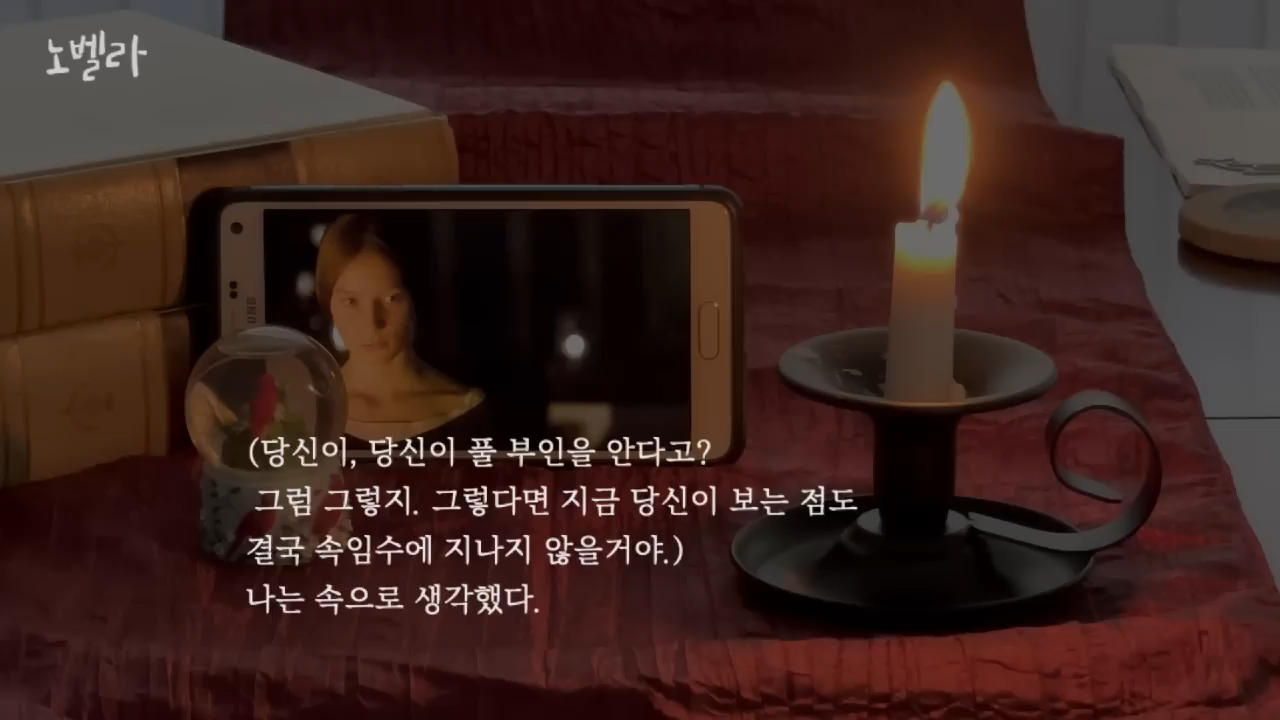 노벨라
(당신이, 당신이 풀 부인을 안다고?
그럼 그렇지. 그렇다면 지금 당신이 보는 점도
결국 속임수에 지나지 않을거야.)
나는 속으로 생각했다.